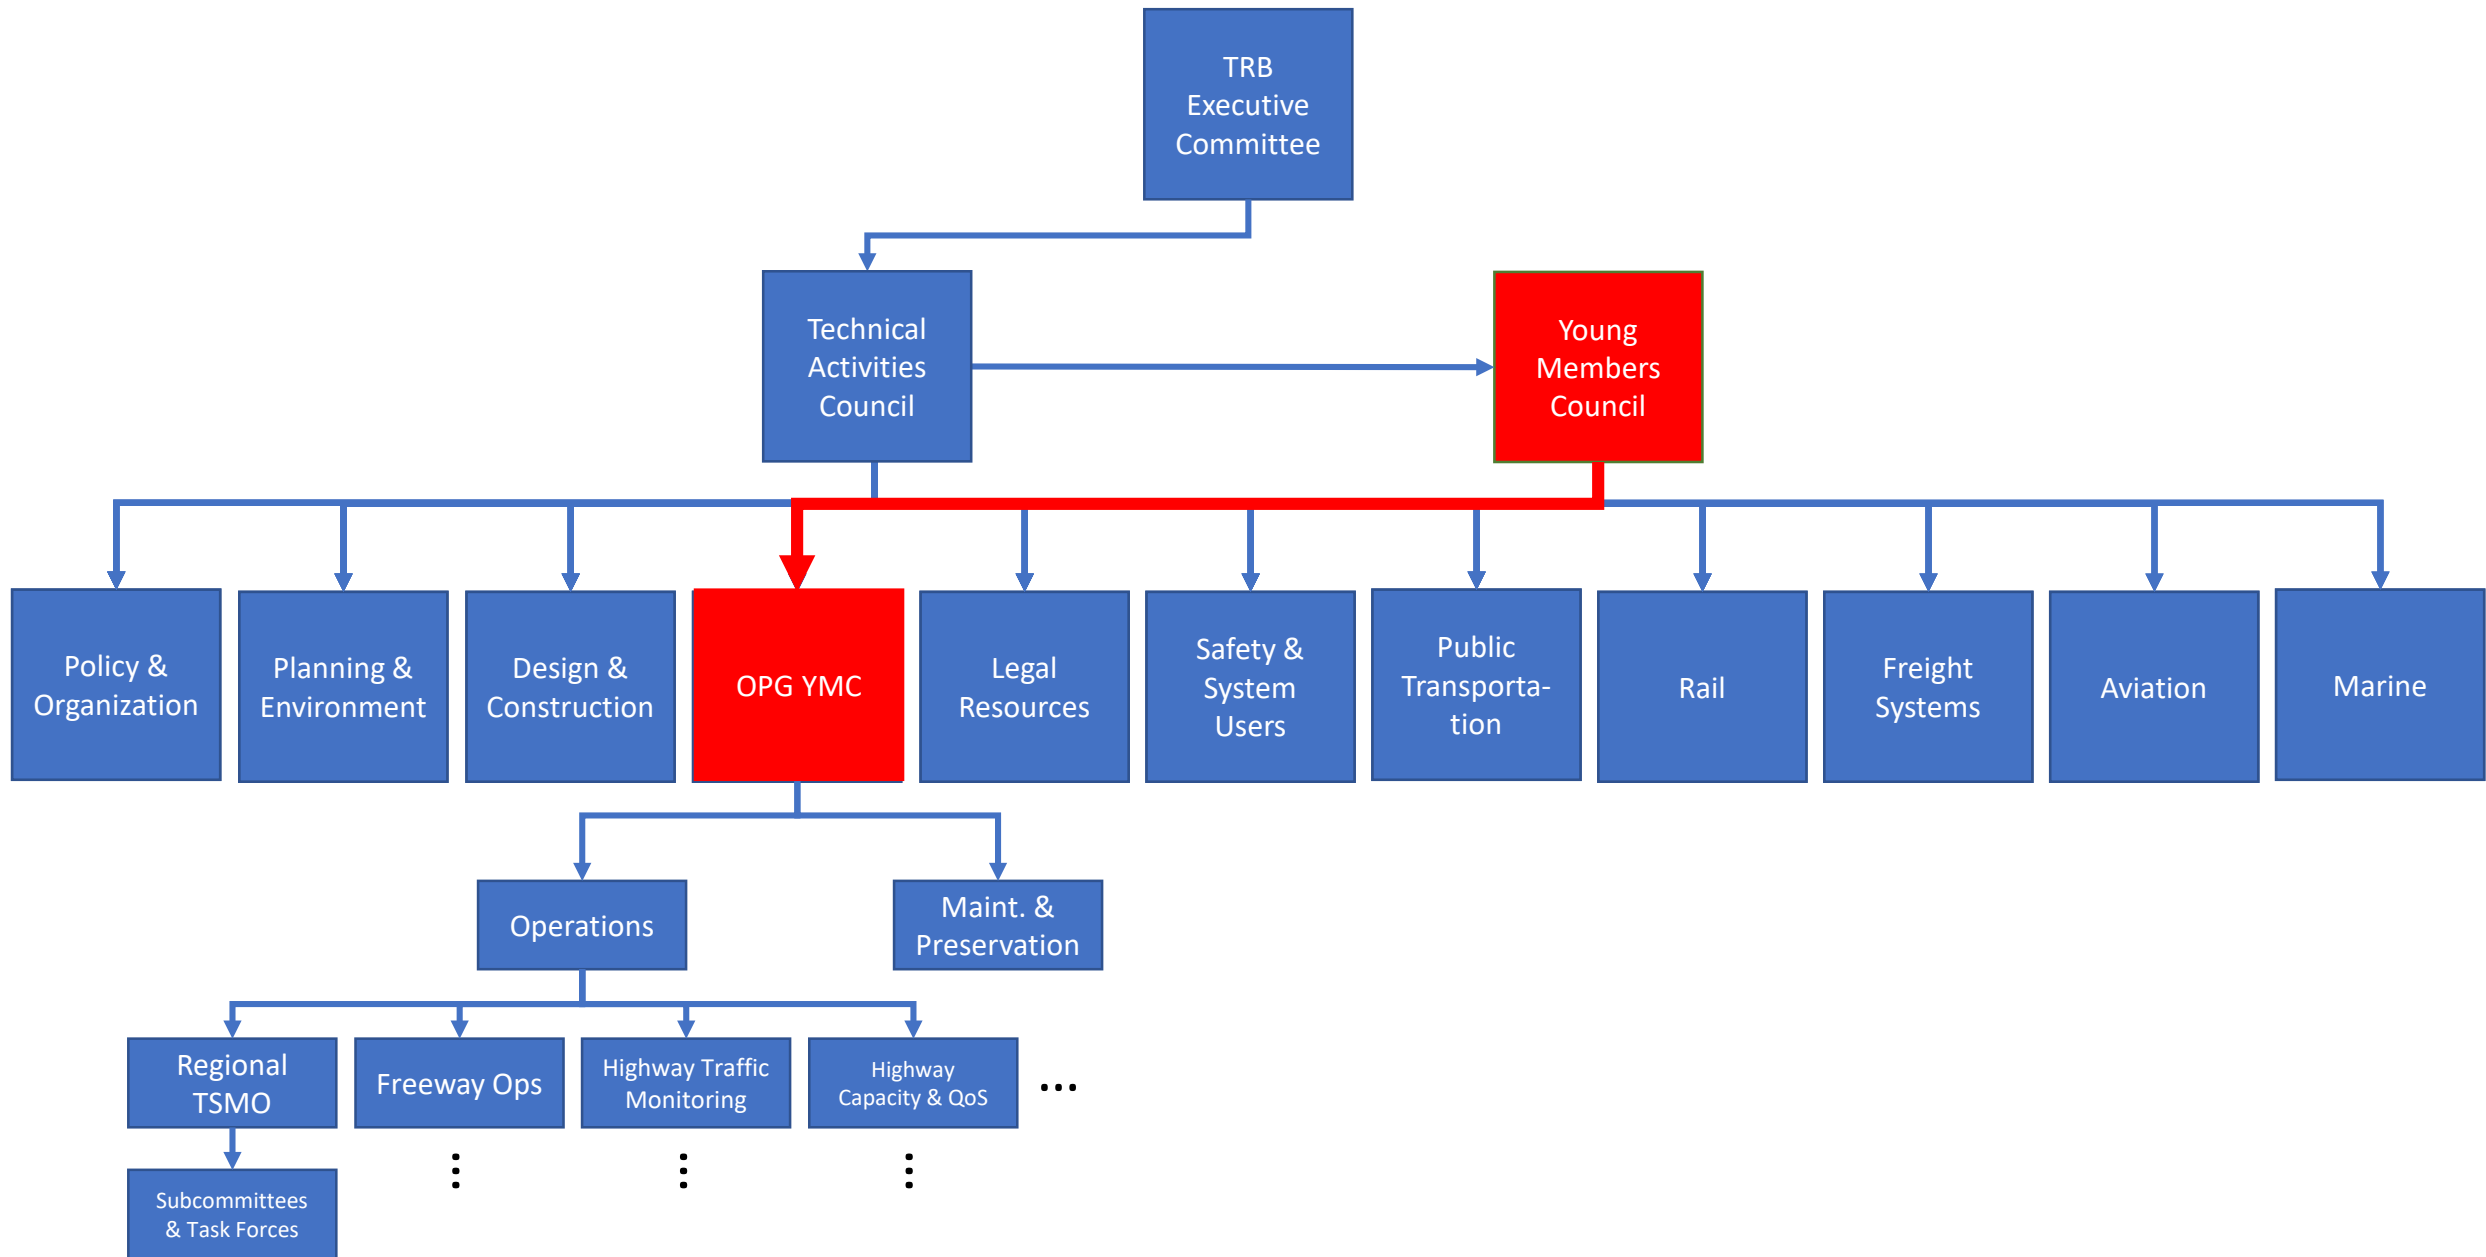 TRB
Executive
Committee
Technical
Activities
Council
Young
Members
Council
Policy &
Organization
Planning &
Environment
Design &
Construction
OPG YMC
Legal
Resources
Safety &
System
Users
Public
Transporta-
tion
Rail
Freight
Systems
Aviation
Marine
Operations
Maint. &
Preservation
Regional
TSMO
Freeway Ops
Highway Traffic
Monitoring
Highway
Capacity & QoS
...
Subcommittees
& Task Forces